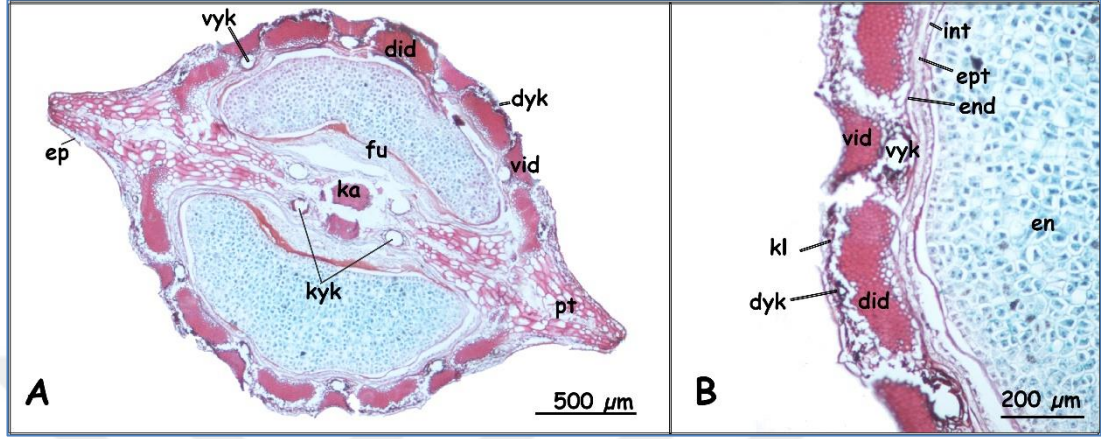 vyk
did
dyk
ep
fu
vid
ka
kyk
pt
A
500 µm
int
ept
end
vid
vyk
en
kl
dyk
did
B
200 µm